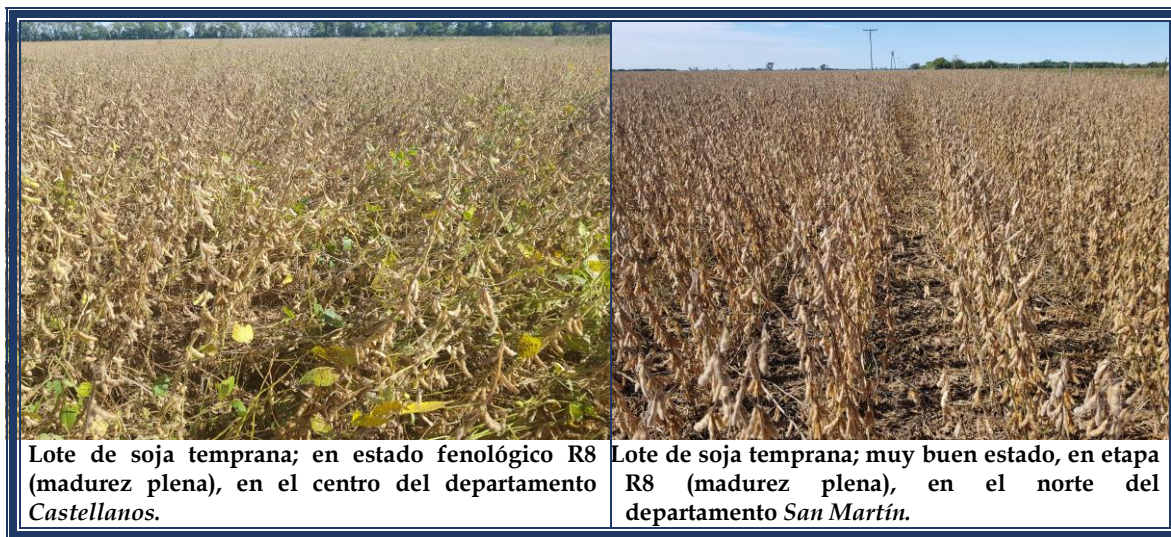 Lote de soja temprana; en estado fenológico R8
(madurez plena), en el centro del departamento
Castellanos.
Lote de soja temprana; muy buen estado, en etapa
R8 (madurez plena), en el norte del
departamento San Martín.